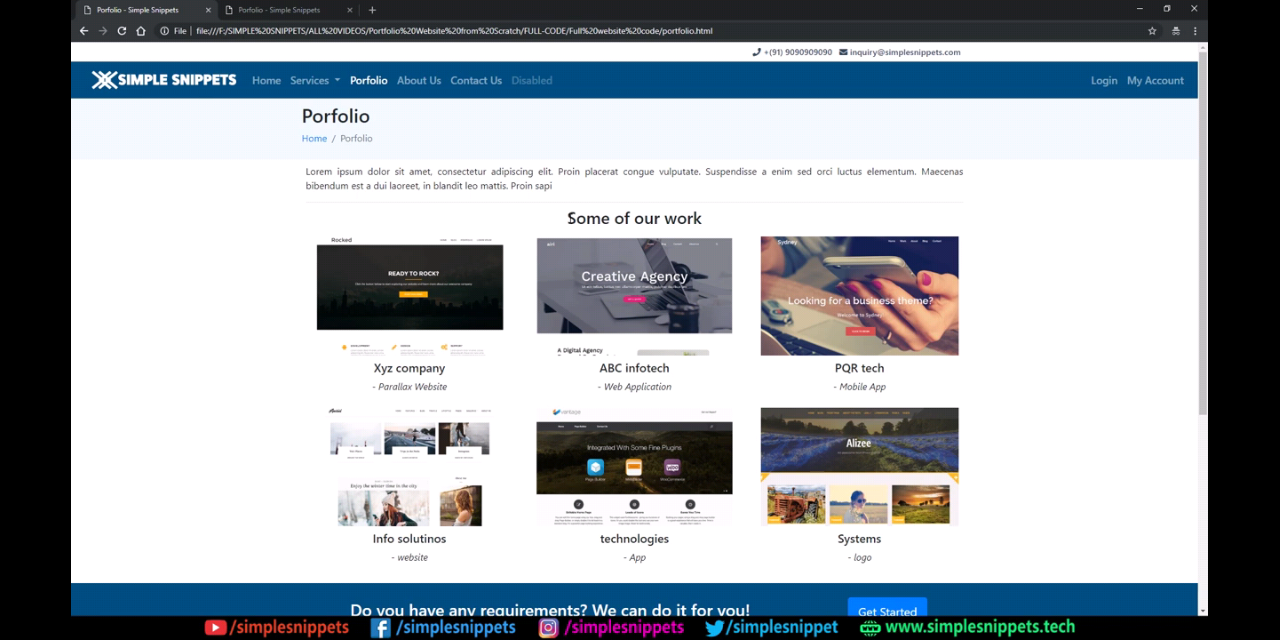 Porfolio - Simple Snippets
Porfolio - Simple Snippets
File | file:///F:/SIMPLE%20SNIPPETS/ALL%20VIDEOS/Portfolio%20Website%20from%20Scratch/FULL-CODE/Full%20website%20code/portfolio.html
+(91) 9090909090 inquiry@simplesnippets.com
SIMPLE SNIPPETS Home Services Porfolio About Us Contact Us Disabled Login My Account
Porfolio
Home / Porfolio
Lorem ipsum dolor sit amet, consectetur adipiscing elit. Proin placerat congue vulputate. Suspendisse a enim sed orci luctus elementum. Maecenas
bibendum est a dui laoreet, in blandit leo mattis. Proin sapi
Some of our work
Rocked
READY TO ROCK?
Creative Agency
A Digital Agency
Sydney
Looking for a business theme?
Welcome to Sydney
Xyz company
- Parallax Website
ABC infotech
- Web Application
PQR tech
- Mobile App
Enjoy the winter time in the city
vantage
Integrated With Some Fine Plugins
Page Builder
WooCommerce
Alizee
Info solutinos
- website
technologies
- App
Systems
- logo
Do you have any requirements? We can do it for you!
Get Started
/simplesnippets /simplesnippets /simplesnippets /simplesnippet www.simplesnippets.tech